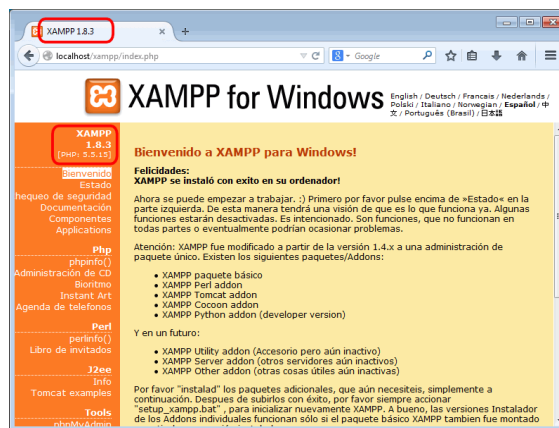 XAMPP 1.8.3
localhost/xampp/index.php
Google
XAMPP for Windows
English / Deutsch / Francais / Nederlands /
Polski / Italiano / Norwegian / Español / 中
文 / Português (Brasil) / 日本語
XAMPP
1.8.3
[PHP: 5.5.15]
Bienvenido
Estado
hequeo de seguridad
Documentación
Componentes
Applications
Php
phpinfo()
Administración de CD
Bioritmo
Instant Art
Agenda de telefonos
Perl
perlinfo()
Libro de invitados
J2ee
Info
Tomcat examples
Tools
phpMyAdmin
Bienvenido a XAMPP para Windows!
Felicidades:
XAMPP se instaló con exito en su ordenador!
Ahora se puede empezar a trabajar. :) Primero por favor pulse encima de »Estado« en la
parte izquierda. De esta manera tendrá una visión de que es lo que funciona ya. Algunas
funciones estarán desactivadas. Es intencionado. Son funciones, que no funcionan en
todas partes o eventualmente podrían ocasionar problemas.
Atención: XAMPP fue modificado a partir de la versión 1.4.x a una administración de
paquete único. Existen los siguientes paquetes/Addons:
• XAMPP paquete básico
• XAMPP Perl addon
• XAMPP Tomcat addon
• XAMPP Cocoon addon
• XAMPP Python addon (developer version)
Y en un futuro:
• XAMPP Utility addon (Accesorio pero aún inactivo)
• XAMPP Server addon (otros servidores aún inactivos)
• XAMPP Other addon (otras cosas útiles aún inactivas)
Por favor "instalad" los paquetes adicionales, que aún necesiteis, simplemente a
continuación. Despues de subirlos con éxito, por favor siempre accionar
"setup_xampp.bat" , para inicializar nuevamente XAMPP. A bueno, las versiones Instalador
de los Addons individuales funcionan sólo si el paquete básico XAMPP tambien fue montado